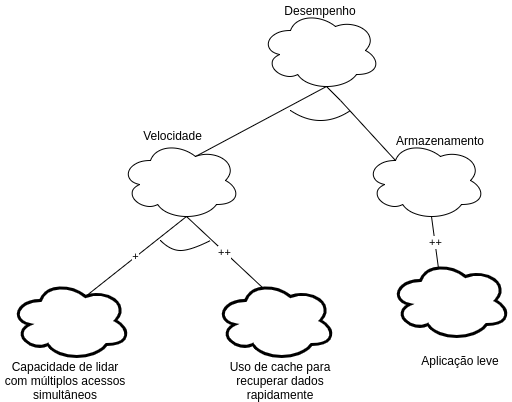 Desempenho
Velocidade
Armazenamento
+
++
++
Capacidade de lidar
com múltiplos acessos
simultâneos
Uso de cache para
recuperar dados
rapidamente
Aplicação leve